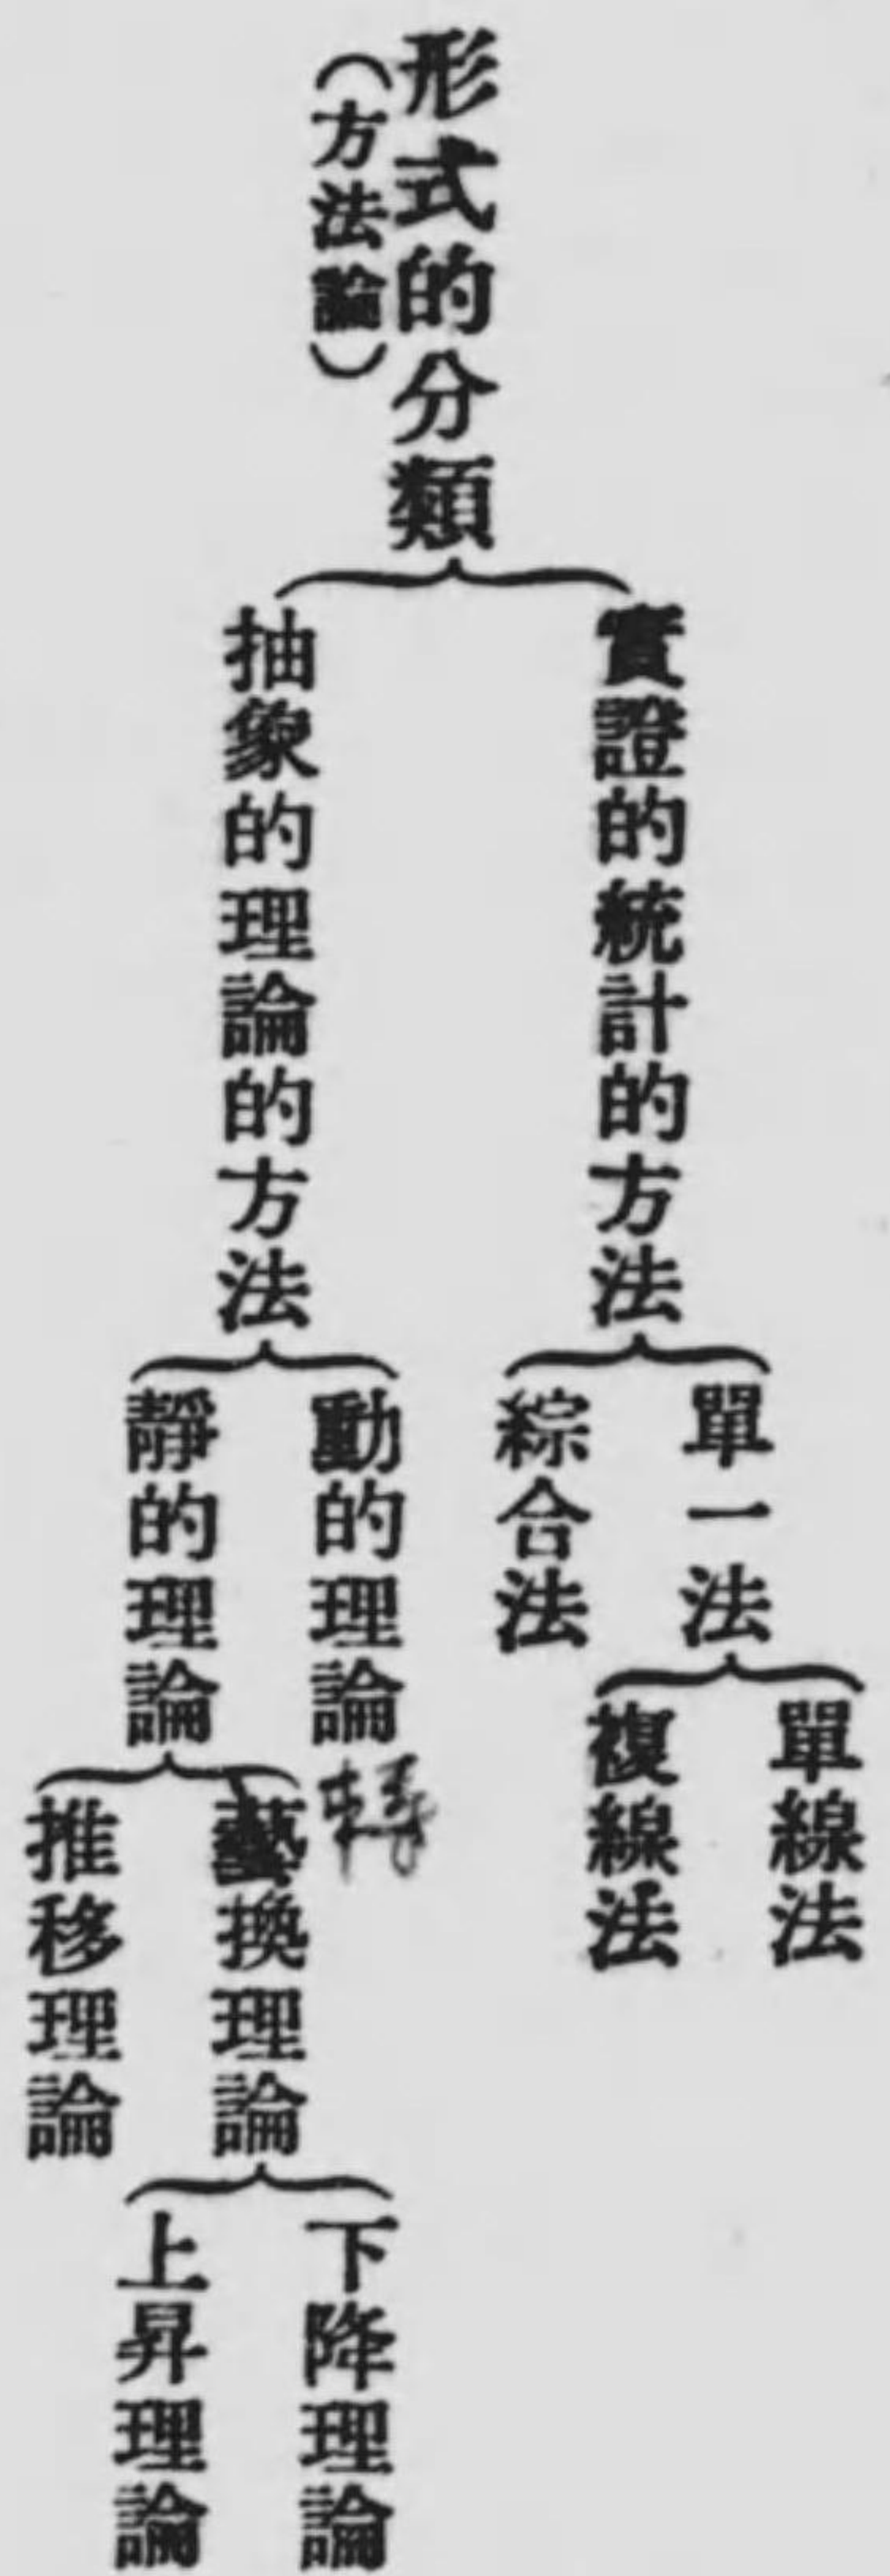 形式的分類
（方法論）
實證的統計的方法
單一法
單線法
複線法
綜合法
抽象的理論的方法
動的理論
靜的理論
藝換理論
下降理論
上昇理論
推移理論